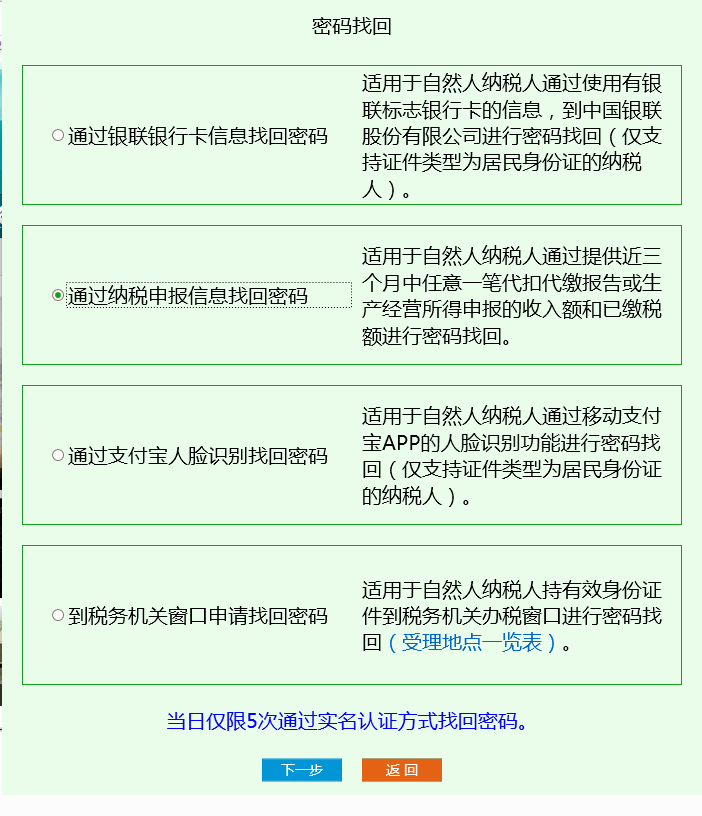 密码找回
通过银联银行卡信息找回密码
适用于自然人纳税人通过使用有银
联标志银行卡的信息，到中国银联
股份有限公司进行密码找回（仅支
持证件类型为居民身份证的纳税
人）。
通过纳税申报信息找回密码
适用于自然人纳税人通过提供近三
个月中任意一笔代扣代缴报告或生
产经营所得申报的收入额和已缴税
额进行密码找回。
通过支付宝人脸识别找回密码
适用于自然人纳税人通过移动支付
宝APP的人脸识别功能进行密码找
回（仅支持证件类型为居民身份证
的纳税人）。
到税务机关窗口申请找回密码
适用于自然人纳税人持有效身份证
件到税务机关办税窗口进行密码找
回（受理地点一览表）。
当日仅限5次通过实名认证方式找回密码。
下一步
返 回